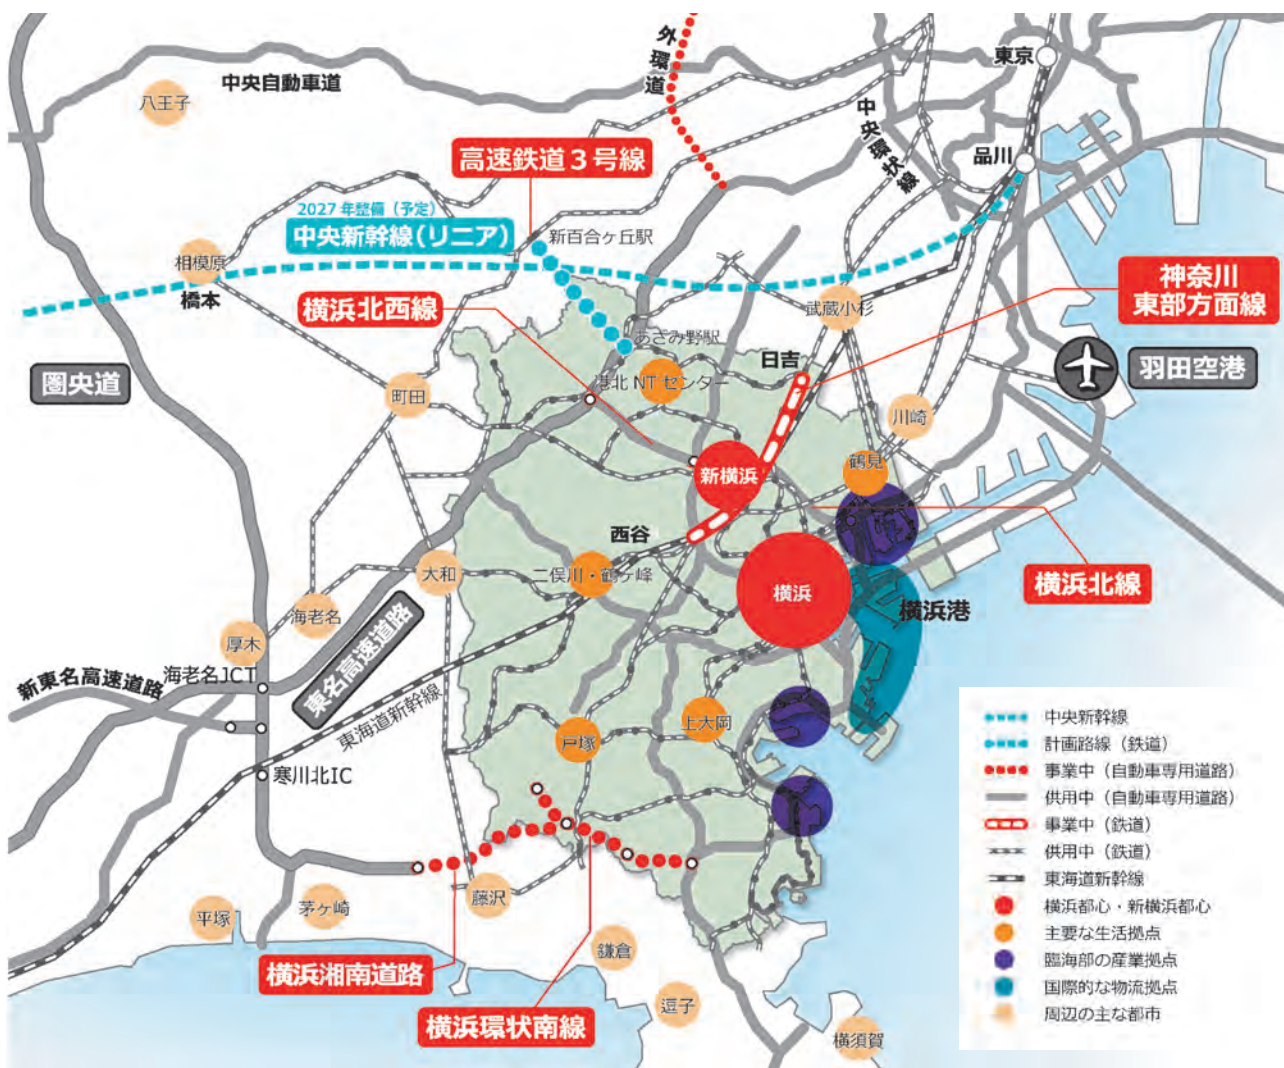 外環道
東京
中央自動車道
八王子
中央環状線
品川
高速鉄道3号線
2027年整備（予定）
中央新幹線（リニア）
新百合ヶ丘駅
相模原
橋本
横浜北西線
神奈川
東部方面線
武蔵小杉
あざみ野駅
日吉
羽田空港
圏央道
町田
港北NTセンター
川崎
鶴見
新横浜
西谷
大和
二俣川・鶴ヶ峰
横浜
横浜北線
横浜港
海老名
厚木
海老名JCT
東名高速道路
新東名高速道路
東海道新幹線
上大岡
戸塚
寒川北IC
藤沢
茅ヶ崎
平塚
鎌倉
横浜湘南道路
横浜環状南線
逗子
横須賀
中央新幹線
計画路線（鉄道）
事業中（自動車専用道路）
供用中（自動車専用道路）
事業中（鉄道）
供用中（鉄道）
東海道新幹線
横浜都心・新横浜都心
主要な生活拠点
臨海部の産業拠点
国際的な物流拠点
周辺の主な都市